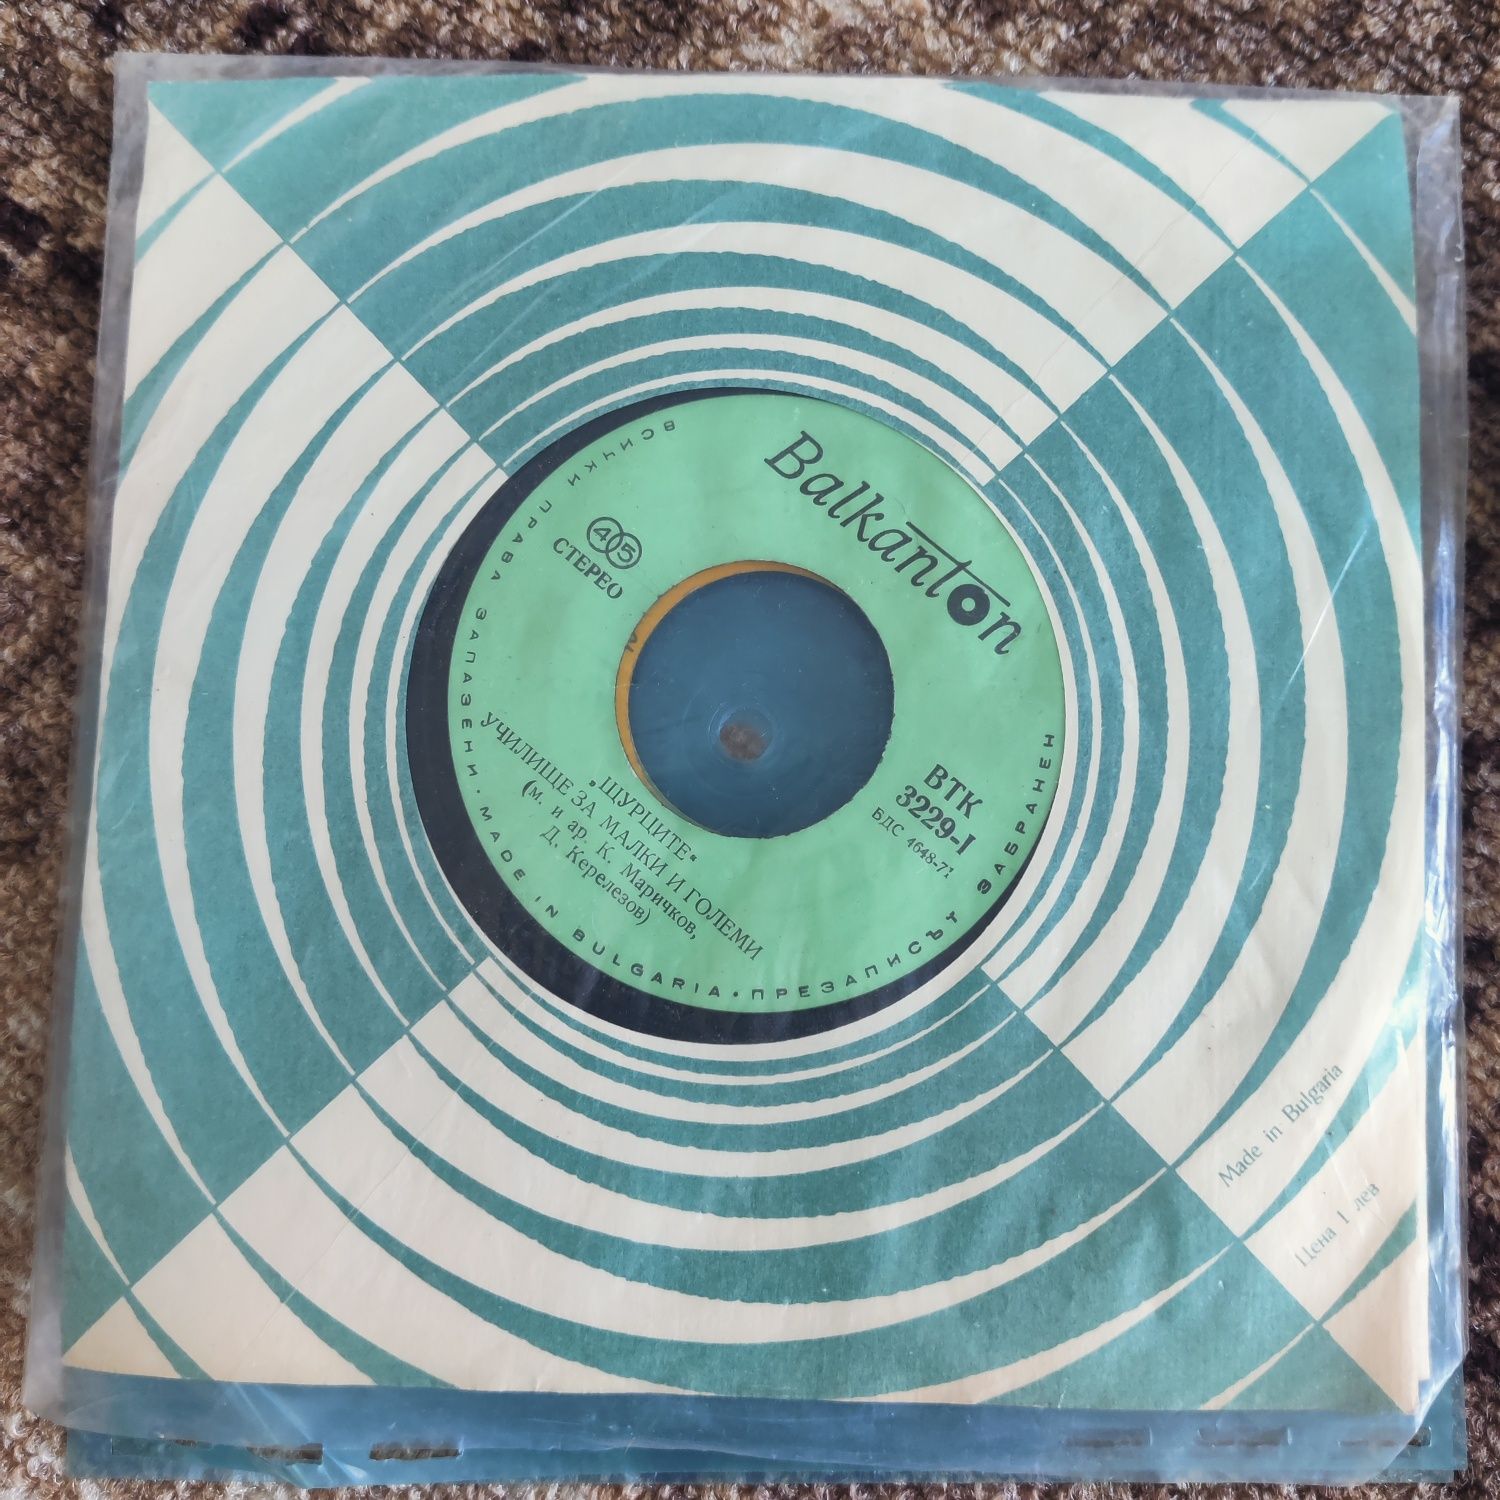 Balkanton
45
СТЕРЕО
ВТК
3229-I
БДС 4648-71
„ЩУРЦИТЕ“
УЧИЛИЩЕ ЗА МАЛКИ И ГОЛЕМИ
(м. и ар. К. Маричков,
Д. Керелезов)
ВСИЧКИ ПРАВА ЗАПАЗЕНИ • MADE IN BULGARIA • ПРЕЗАПИСЪТ ЗАБРАНЕН
Made in Bulgaria
Цена 1 лев